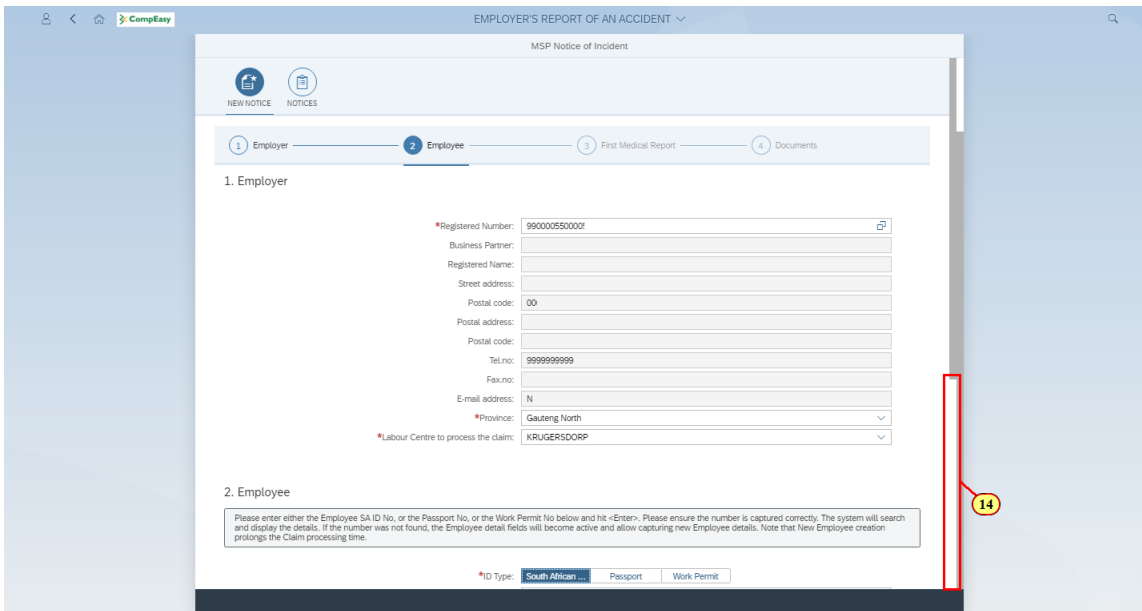 CompEasy
EMPLOYER'S REPORT OF AN ACCIDENT
MSP Notice of Incident
NEW NOTICE NOTICES
1 Employer 2 Employee 3 First Medical Report 4 Documents
1. Employer
*Registered Number: 990000550000
Business Partner:
Registered Name:
Street address:
Postal code: 00
Postal address:
Postal code:
Tel.no: 9999999999
Fax.no:
E-mail address: N
*Province: Gauteng North
*Labour Centre to process the claim: KRUGERSDORP
2. Employee
14
Please enter either the Employee SA ID No, or the Passport No, or the Work Permit No below and hit <Enter>. Please ensure the number is captured correctly. The system will search
and display the details. If the number was not found, the Employee detail fields will become active and allow capturing new Employee details. Note that New Employee creation
prolongs the Claim processing time.
*ID Type: South African ... Passport Work Permit